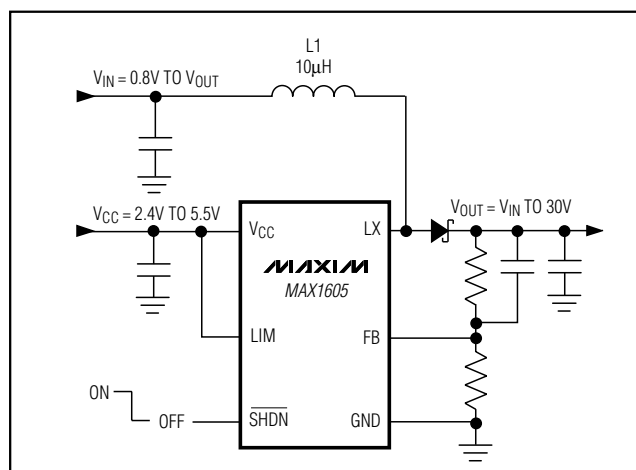 L1
10µH
VIN = 0.8V TO VOUT
VCC = 2.4V TO 5.5V
VOUT = VIN TO 30V
VCC
LX
MAXIM
MAX1605
LIM
FB
ON
OFF
SHDN
GND